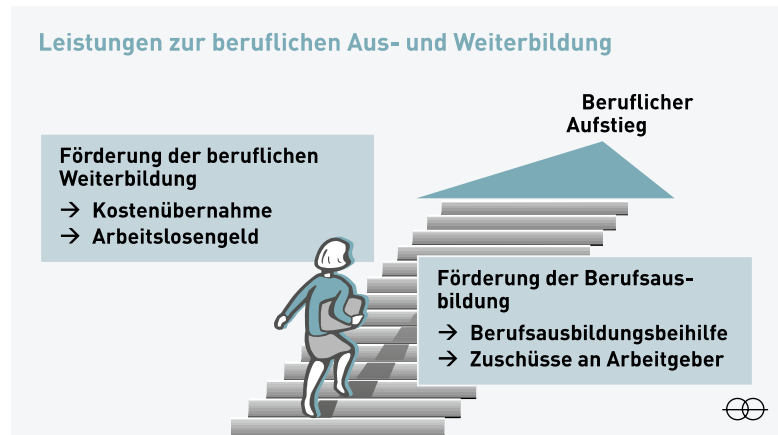 Leistungen zur beruflichen Aus- und Weiterbildung
Beruflicher
Aufstieg
Förderung der beruflichen
Weiterbildung
→ Kostenübernahme
→ Arbeitslosengeld
Förderung der Berufsaus-
bildung
→ Berufsausbildungsbeihilfe
→ Zuschüsse an Arbeitgeber